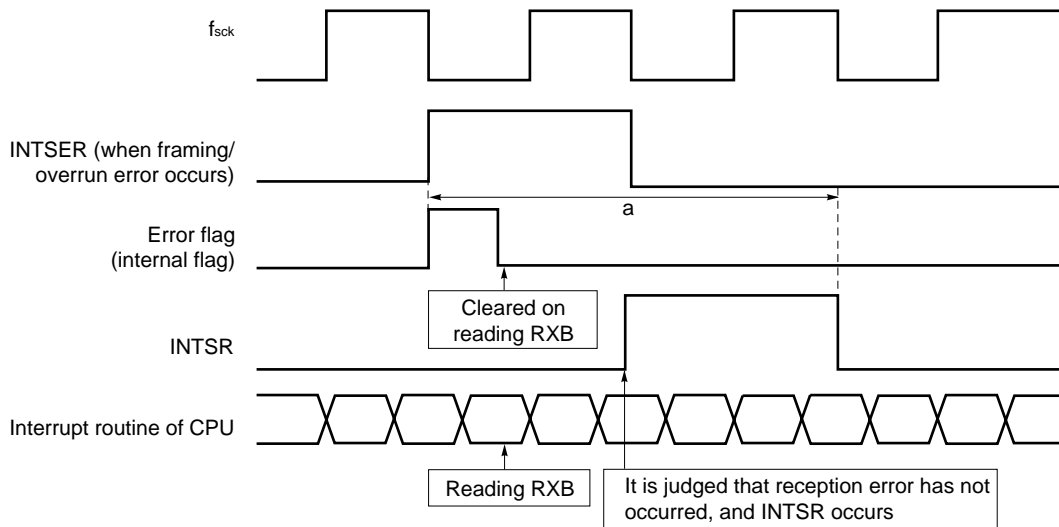 fsck
INTSER (when framing/
overrun error occurs)
a
Error flag
(internal flag)
Cleared on
reading RXB
INTSR
Interrupt routine of CPU
Reading RXB
It is judged that reception error has not
occurred, and INTSR occurs